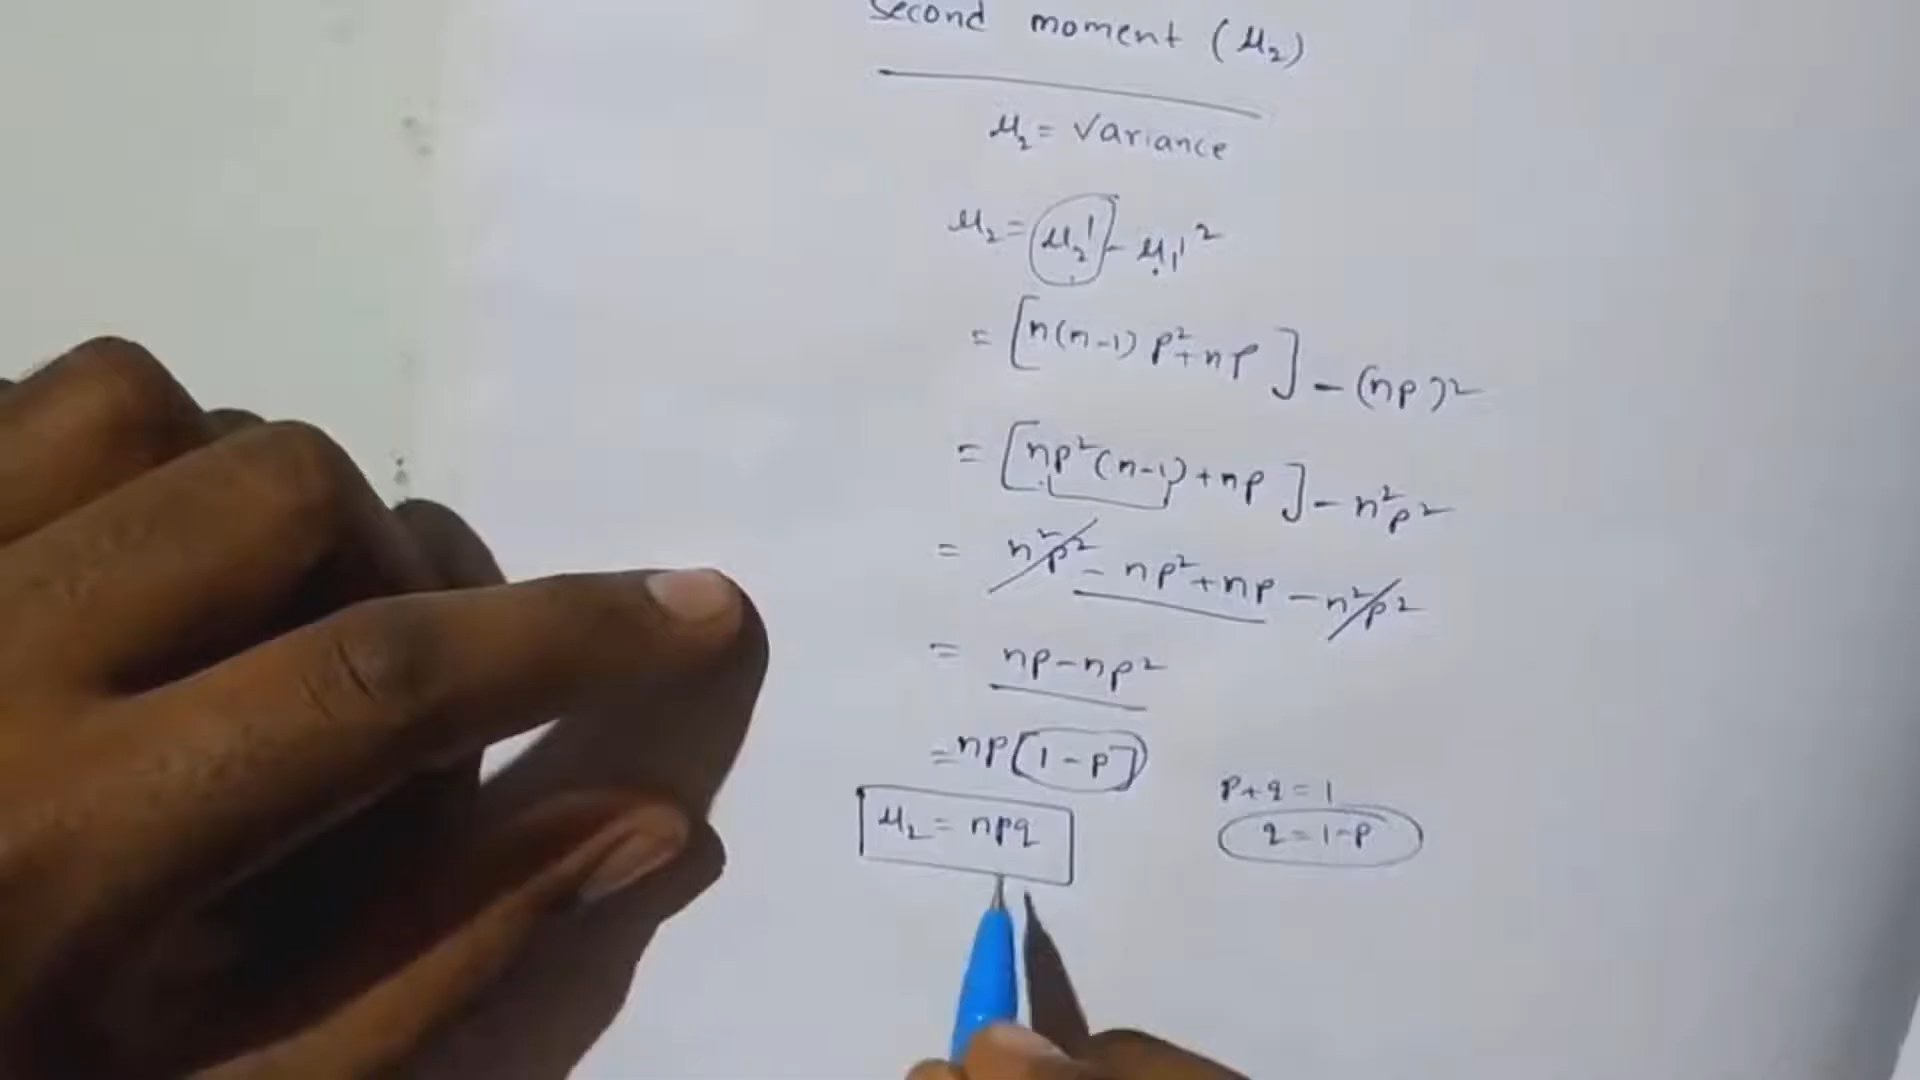 second moment (μ₂)
μ₂ = Variance
μ₂ = μ₂' - μ₁'²
= [n(n-1) p² + np] - (np)²
= [np²(n-1) + np] - n²p²
= n²p² - np² + np - n²p²
= np - np²
= np[1-p]
p+q = 1
μ₂ = npq
q = 1-p